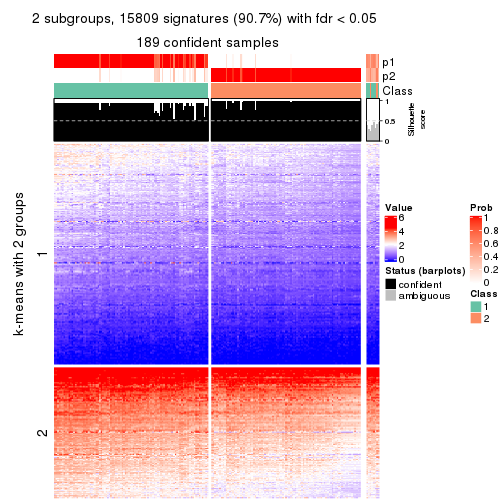 2 subgroups, 15809 signatures (90.7%) with fdr < 0.05
189 confident samples
p1
p2
Class
1
0.5
0
Silhouette
score
k-means with 2 groups
1
2
Value
6
4
2
0
Status (barplots)
confident
ambiguous
Prob
1
0.8
0.6
0.4
0.2
0
Class
1
2